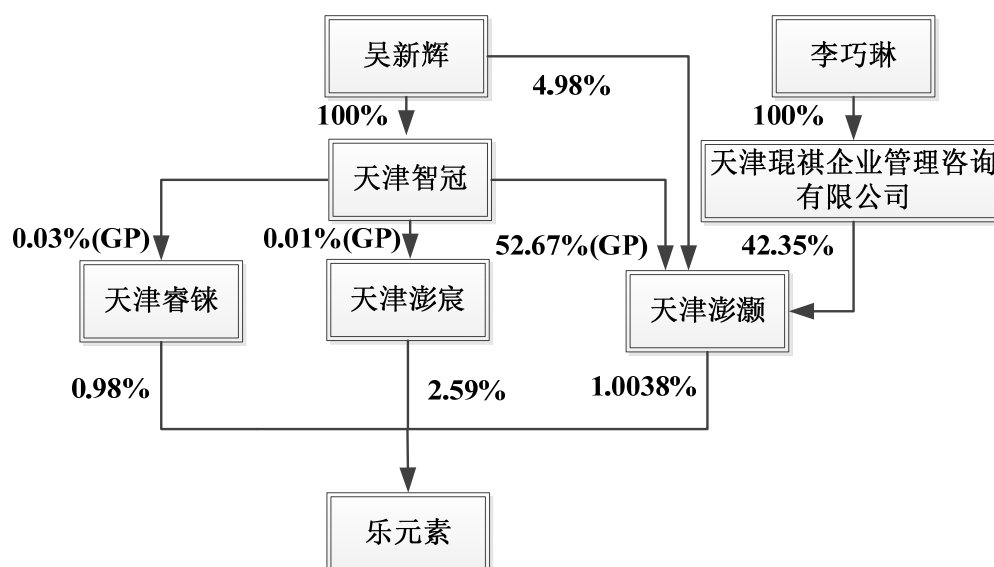 吴新辉
李巧琳
4.98%
100%
100%
天津智冠
天津琨祺企业管理咨询
有限公司
0.03%(GP)
0.01%(GP)
52.67%(GP)
42.35%
天津睿铼
天津澎宸
天津澎灏
0.98%
2.59%
1.0038%
乐元素